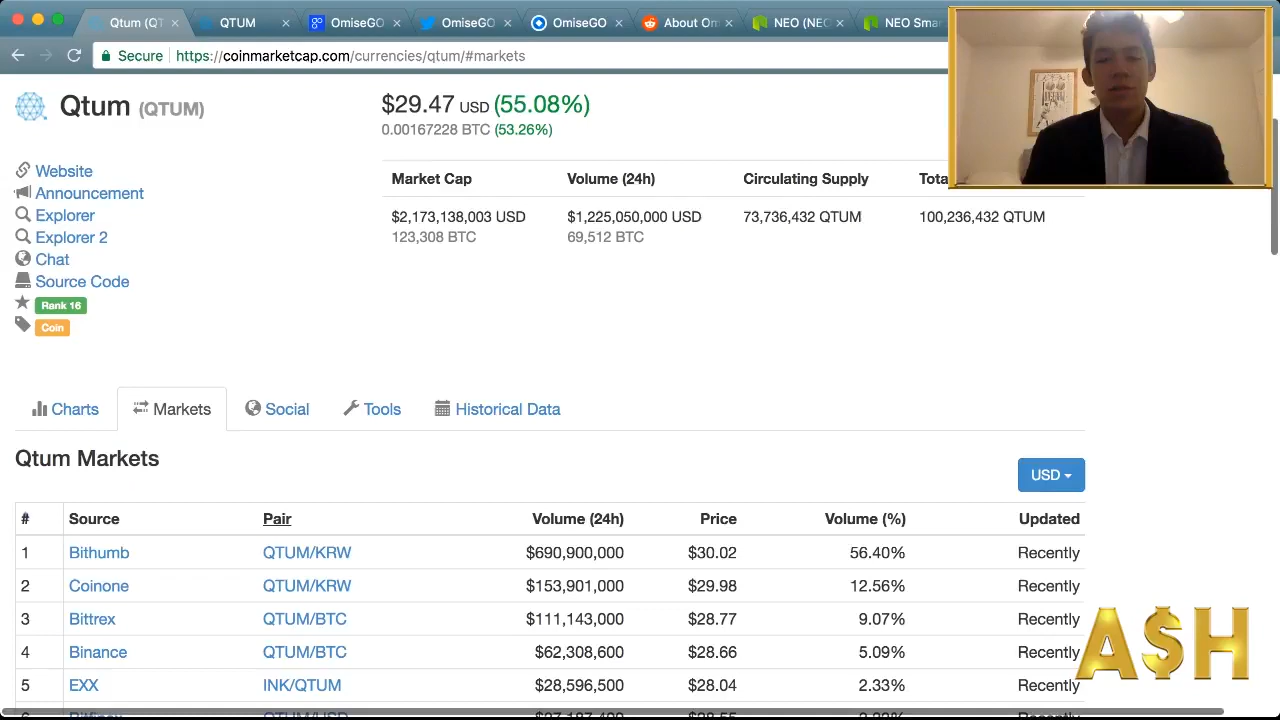 Qtum (QT
QTUM
OmiseGO
OmiseGO
OmiseGO
About Om
NEO (NEC
NEO Sma
Secure
https://coinmarketcap.com/currencies/qtum/#markets
Qtum (QTUM)
$29.47 USD (55.08%)
0.00167228 BTC (53.26%)
Website
Announcement
Explorer
Explorer 2
Chat
Source Code
Rank 16
Coin
Market Cap Volume (24h) Circulating Supply Tota
$2,173,138,003 USD $1,225,050,000 USD 73,736,432 QTUM 100,236,432 QTUM
123,308 BTC 69,512 BTC
Charts Markets Social Tools Historical Data
Qtum Markets
USD
# Source Pair Volume (24h) Price Volume (%) Updated
1 Bithumb QTUM/KRW $690,900,000 $30.02 56.40% Recently
2 Coinone QTUM/KRW $153,901,000 $29.98 12.56% Recently
3 Bittrex QTUM/BTC $111,143,000 $28.77 9.07% Recently
4 Binance QTUM/BTC $62,308,600 $28.66 5.09% Recently
5 EXX INK/QTUM $28,596,500 $28.04 2.33% Recently
A$H